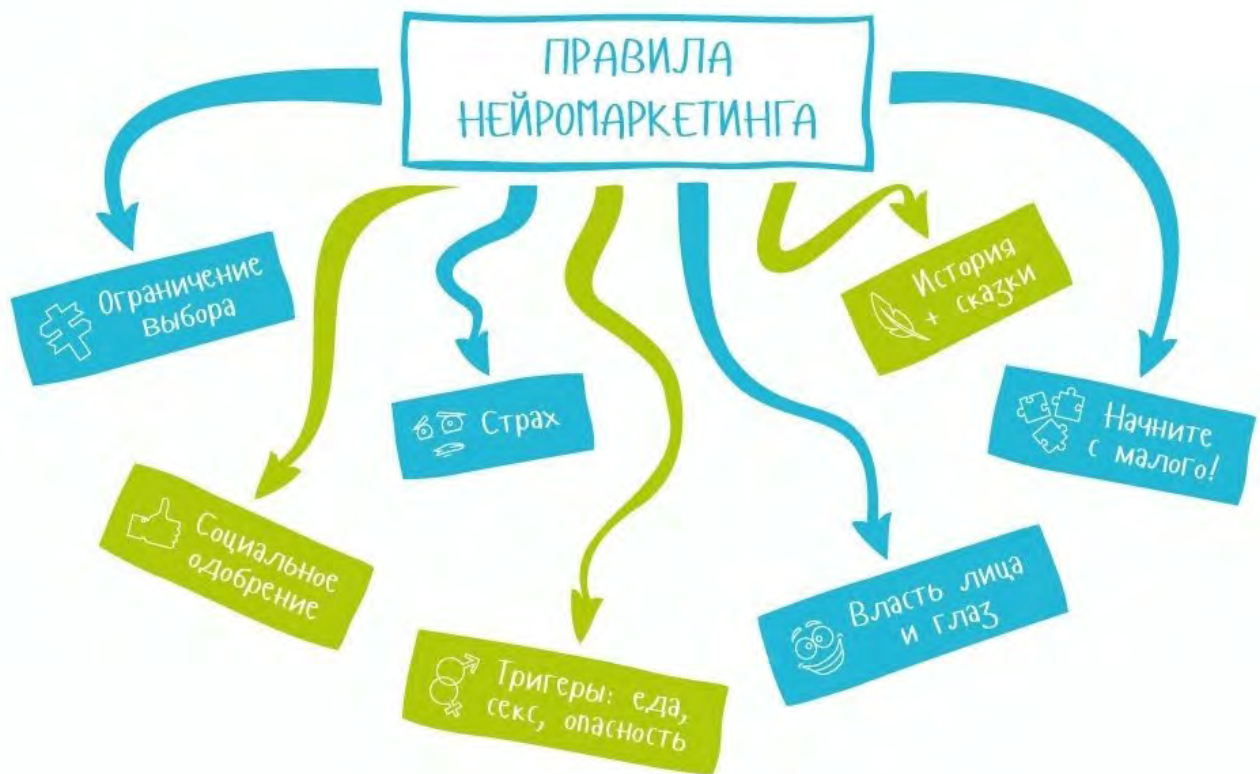 ПРАВИЛА
НЕЙРОМАРКЕТИНГА
Ограничение
выбора
Социальное
одобрение
Страх
Тригеры: еда,
секс, опасность
Власть лица
и глаз
История
+ сказки
Начните
с малого!